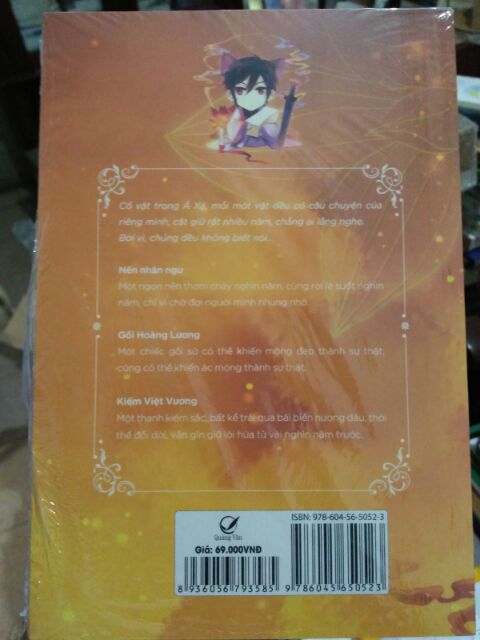 Cổ vật trong Á Xá, mỗi một vật đều có câu chuyện của
riêng mình, cất giữ rất nhiều năm, chẳng ai lắng nghe.
Bởi vì, chúng đều không biết nói...
Nến nhân ngư
Một ngọn nến thơm cháy nghìn năm, cũng rơi lệ suốt nghìn
năm, chỉ vì chờ đợi người mình nhung nhớ.
Gối Hoàng Lương
Một chiếc gối sứ có thể khiến mộng đẹp thành sự thật,
cũng có thể khiến ác mộng thành sự thật.
Kiếm Việt Vương
Một thanh kiếm sắc, bất kể trải qua bãi biển nương dâu, thời
thế đổi dời, vẫn gìn giữ lời hứa từ vài nghìn năm trước.
Quảng Văn
Giá: 69.000VNĐ
8 936056 793585
ISBN: 978-604-56-5052-3
9 786045 650523